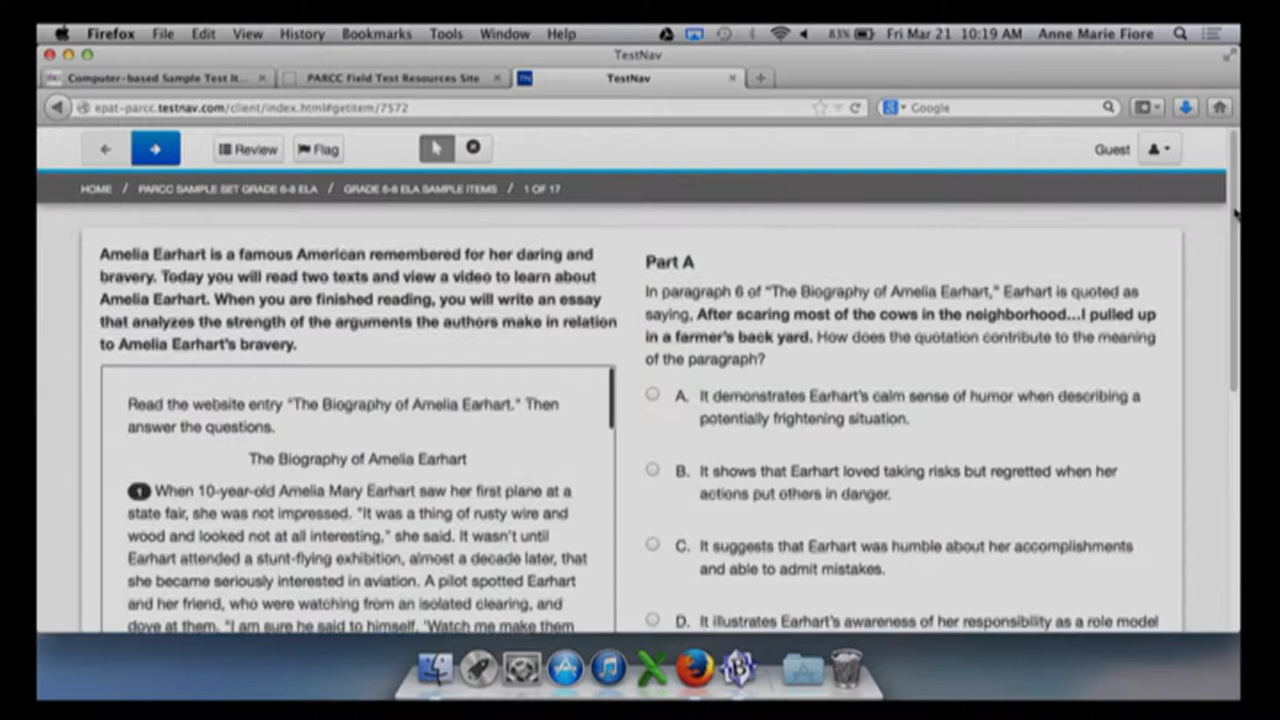 Firefox File Edit View History Bookmarks Tools Window Help 83% Fri Mar 21 10:19 AM Anne Marie Fiore
TestNav
Computer-based Sample Test It... PARCC Field Test Resources Site TestNav
epat-parcc.testnav.com/client/index.html#getitem/7572 Google
Review Flag Guest
HOME / PARCC SAMPLE SET GRADE 6-8 ELA / GRADE 6-8 ELA SAMPLE ITEMS / 1 OF 17
Amelia Earhart is a famous American remembered for her daring and
bravery. Today you will read two texts and view a video to learn about
Amelia Earhart. When you are finished reading, you will write an essay
that analyzes the strength of the arguments the authors make in relation
to Amelia Earhart's bravery.
Read the website entry "The Biography of Amelia Earhart." Then
answer the questions.
The Biography of Amelia Earhart
1 When 10-year-old Amelia Mary Earhart saw her first plane at a
state fair, she was not impressed. "It was a thing of rusty wire and
wood and looked not at all interesting," she said. It wasn't until
Earhart attended a stunt-flying exhibition, almost a decade later, that
she became seriously interested in aviation. A pilot spotted Earhart
and her friend, who were watching from an isolated clearing, and
dove at them. "I am sure he said to himself, 'Watch me make them
Part A
In paragraph 6 of "The Biography of Amelia Earhart," Earhart is quoted as
saying, After scaring most of the cows in the neighborhood...I pulled up
in a farmer's back yard. How does the quotation contribute to the meaning
of the paragraph?
A. It demonstrates Earhart's calm sense of humor when describing a
potentially frightening situation.
B. It shows that Earhart loved taking risks but regretted when her
actions put others in danger.
C. It suggests that Earhart was humble about her accomplishments
and able to admit mistakes.
D. It illustrates Earhart's awareness of her responsibility as a role model